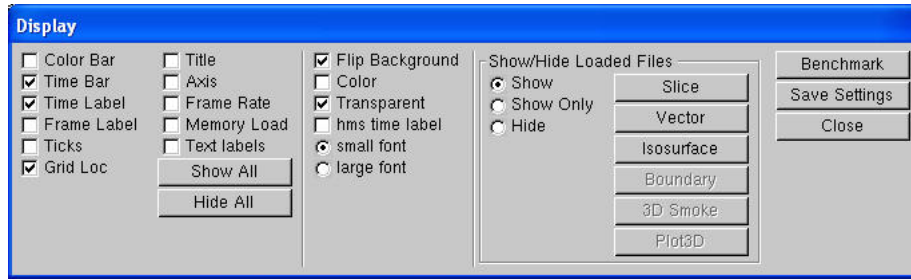 Display
Color Bar
Time Bar
Time Label
Frame Label
Ticks
Grid Loc
Title
Axis
Frame Rate
Memory Load
Text labels
Show All
Hide All
Flip Background
Color
Transparent
hms time label
small font
large font
Show/Hide Loaded Files
Show
Show Only
Hide
Slice
Vector
Isosurface
Boundary
3D Smoke
Plot3D
Benchmark
Save Settings
Close